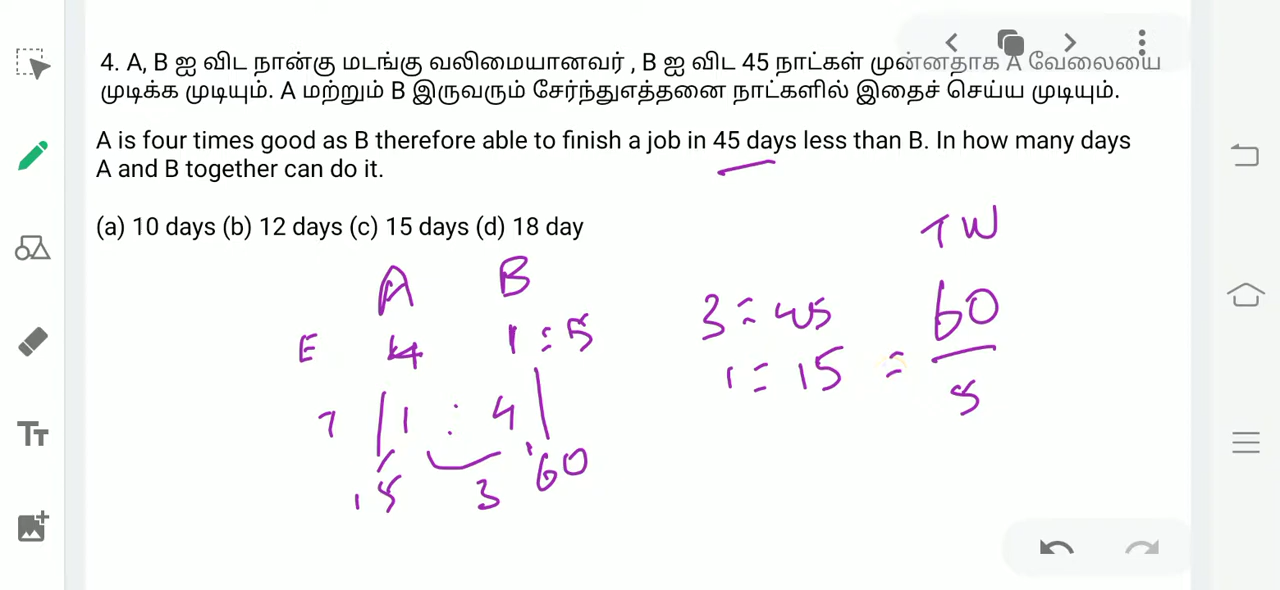 4. A, B ஐ விட நான்கு மடங்கு வலிமையானவர் , B ஐ விட 45 நாட்கள் முன்னதாக A வேலையை
முடிக்க முடியும். A மற்றும் B இருவரும் சேர்ந்துஎத்தனை நாட்களில் இதைச் செய்ய முடியும்.
A is four times good as B therefore able to finish a job in 45 days less than B. In how many days
A and B together can do it.
(a) 10 days (b) 12 days (c) 15 days (d) 18 day
T W
A B
3 = 45 60
E 4 1 = 5
1 = 15 = 5
T 1 : 4
15 3 60
Tт